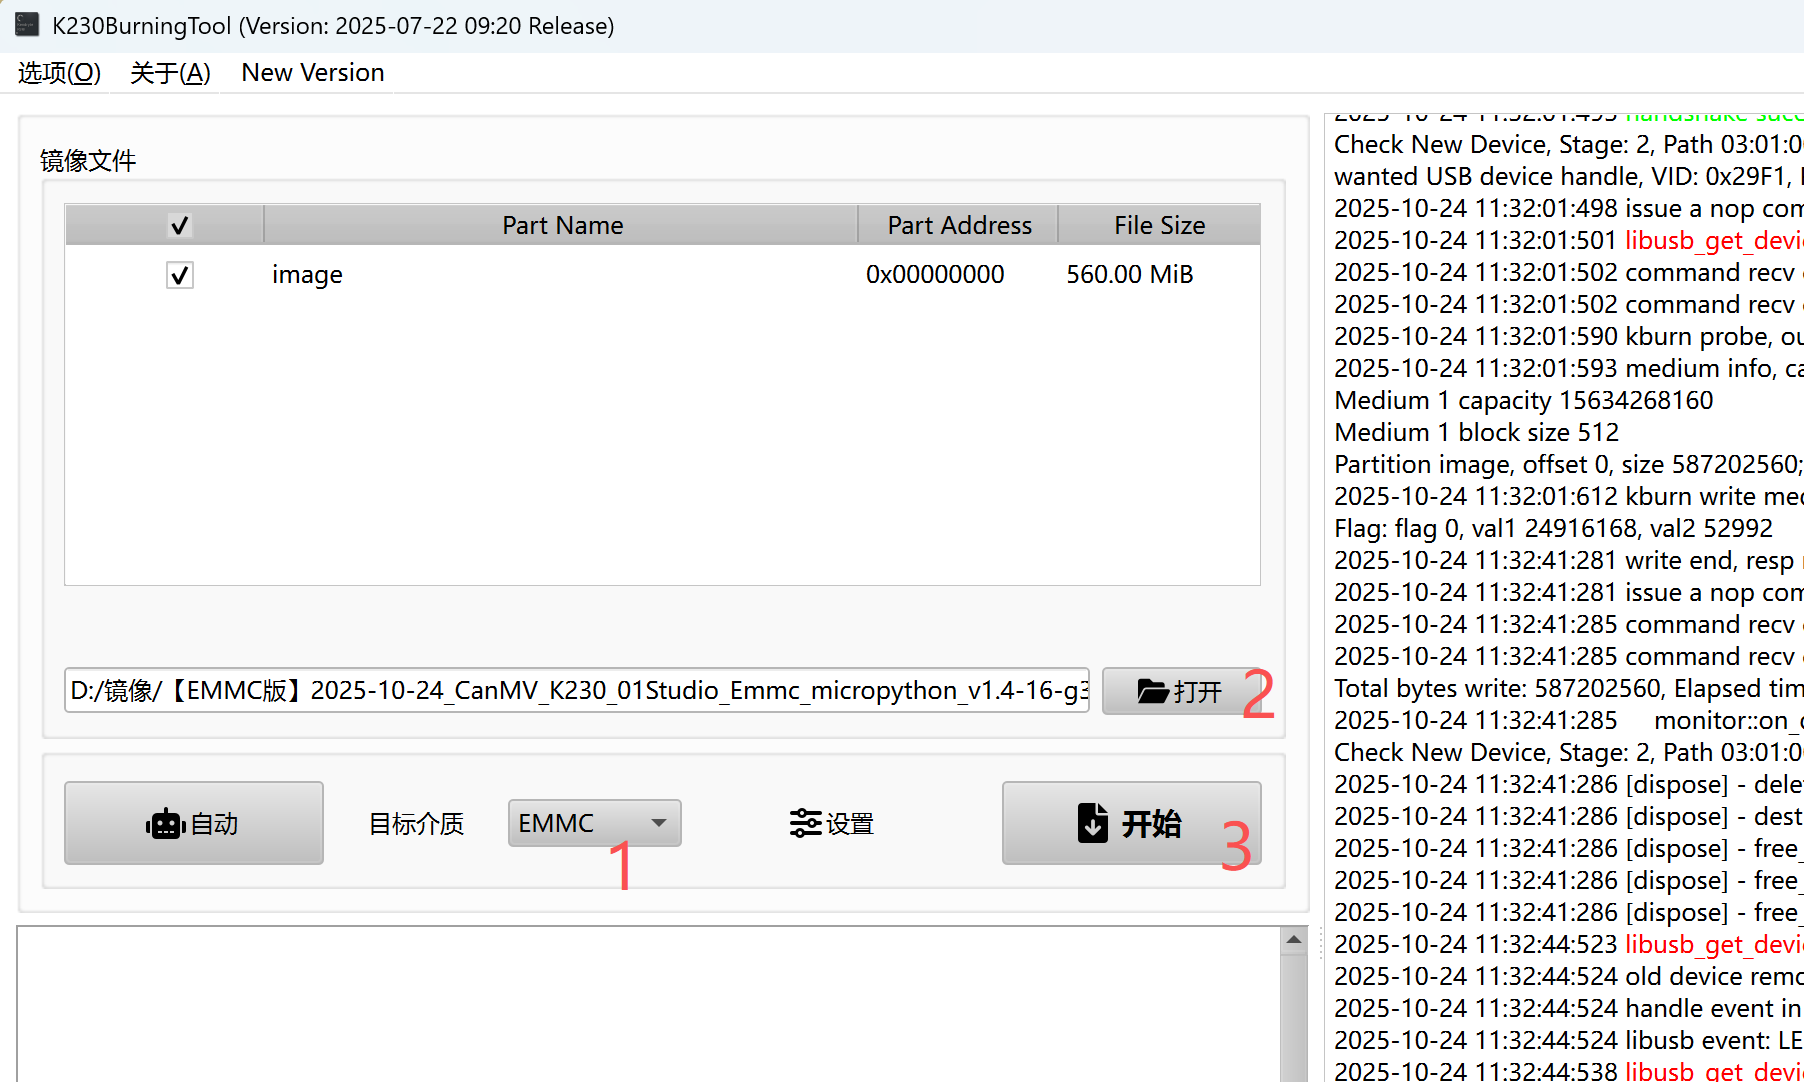 K230BurningTool (Version: 2025-07-22 09:20 Release)
选项(O) 关于(A) New Version
镜像文件
Part Name Part Address File Size
image 0x00000000 560.00 MiB
D:/镜像/【EMMC版】2025-10-24_CanMV_K230_01Studio_Emmc_micropython_v1.4-16-g3
打开 2
自动 目标介质 EMMC 设置 开始
1 3
2025-10-24 11:32:01:495 handshake succ
Check New Device, Stage: 2, Path 03:01:0
wanted USB device handle, VID: 0x29F1,
2025-10-24 11:32:01:498 issue a nop com
2025-10-24 11:32:01:501 libusb_get_devi
2025-10-24 11:32:01:502 command recv
2025-10-24 11:32:01:502 command recv
2025-10-24 11:32:01:590 kburn probe, ou
2025-10-24 11:32:01:593 medium info, ca
Medium 1 capacity 15634268160
Medium 1 block size 512
Partition image, offset 0, size 587202560;
2025-10-24 11:32:01:612 kburn write med
Flag: flag 0, val1 24916168, val2 52992
2025-10-24 11:32:41:281 write end, resp
2025-10-24 11:32:41:281 issue a nop com
2025-10-24 11:32:41:285 command recv
2025-10-24 11:32:41:285 command recv
Total bytes write: 587202560, Elapsed tim
2025-10-24 11:32:41:285 monitor::on_
Check New Device, Stage: 2, Path 03:01:0
2025-10-24 11:32:41:286 [dispose] - dele
2025-10-24 11:32:41:286 [dispose] - dest
2025-10-24 11:32:41:286 [dispose] - free_
2025-10-24 11:32:41:286 [dispose] - free_
2025-10-24 11:32:41:286 [dispose] - free_
2025-10-24 11:32:44:523 libusb_get_devi
2025-10-24 11:32:44:524 old device remo
2025-10-24 11:32:44:524 handle event in
2025-10-24 11:32:44:524 libusb event: LE
2025-10-24 11:32:44:538 libusb_get_devi